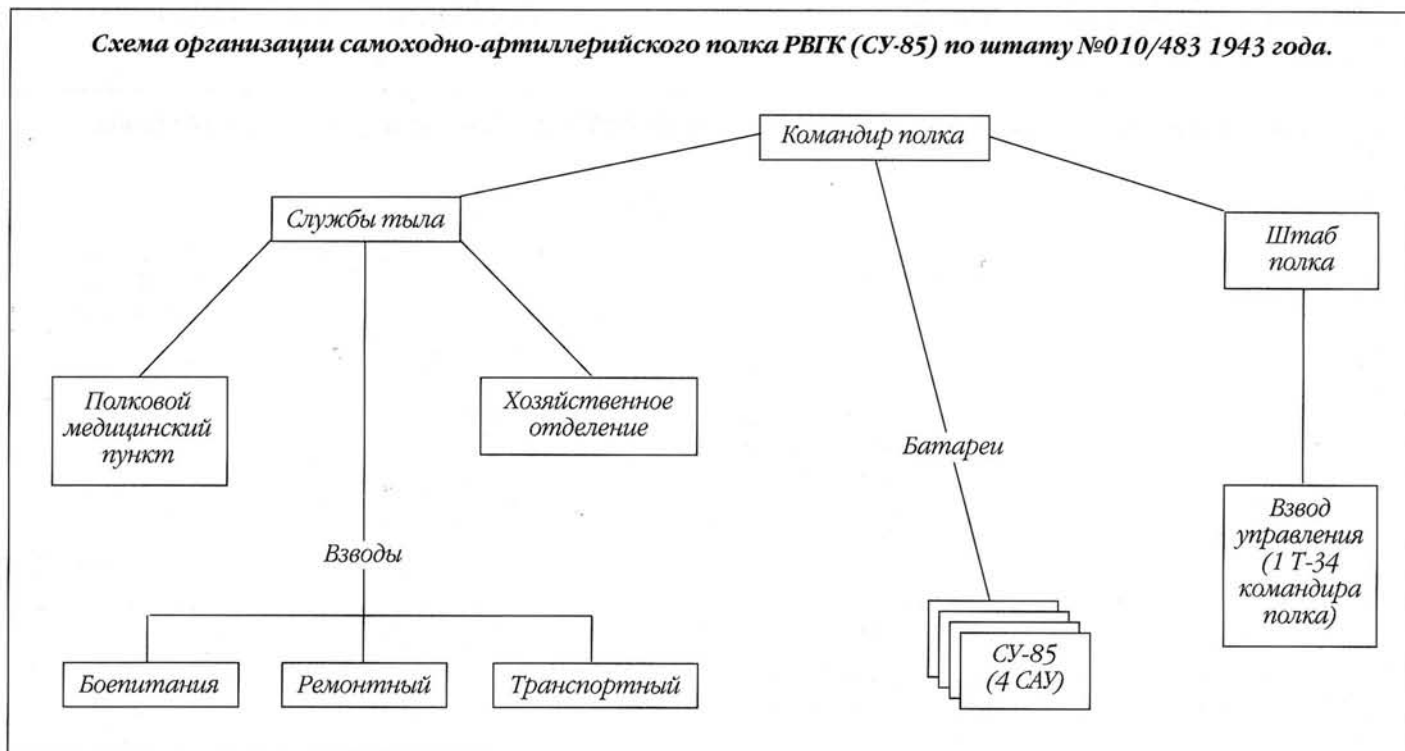 Схема организации самоходно-артиллерийского полка РВГК (СУ-85) по штату №010/483 1943 года.
Командир полка
Службы тыла
Штаб
полка
Полковой
медицинский
пункт
Хозяйственное
отделение
Батареи
Взвод
управления
(1 Т-34
командира
полка)
Взводы
СУ-85
(4 САУ)
Боепитания
Ремонтный
Транспортный